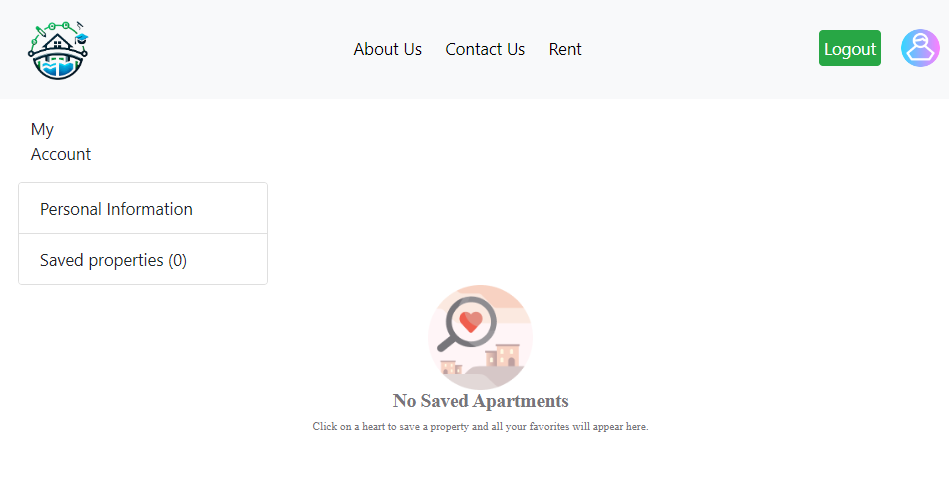 About Us Contact Us Rent Logout
My
Account
Personal Information
Saved properties (0)
No Saved Apartments
Click on a heart to save a property and all your favorites will appear here.